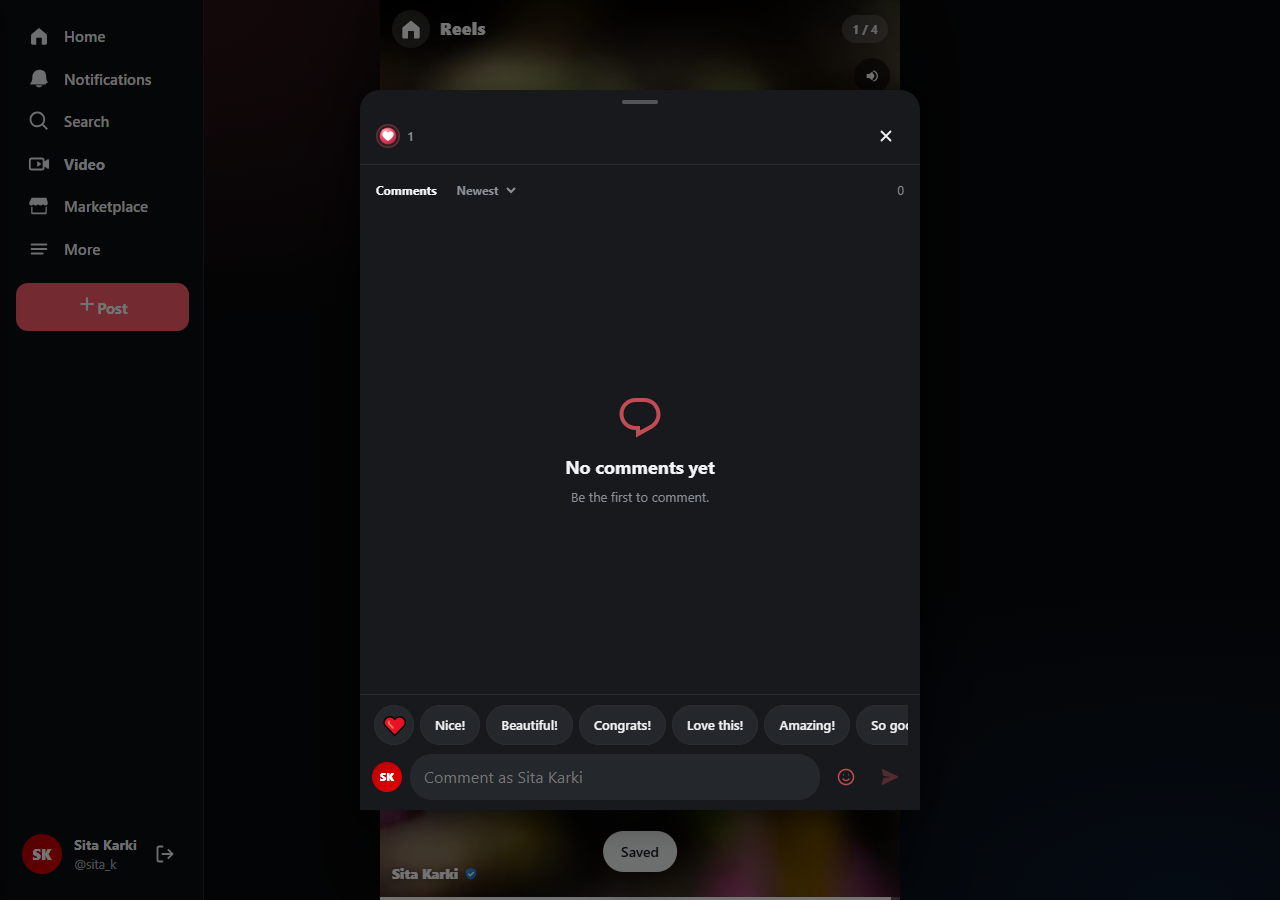 Home
Notifications
Search
Video
Marketplace
More
Post
SK
Sita Karki
@sita_k
Reels
1 / 4
1
Comments
Newest
0
No comments yet
Be the first to comment.
Nice!
Beautiful!
Congrats!
Love this!
Amazing!
So goo
SK
Comment as Sita Karki
Saved
Sita Karki